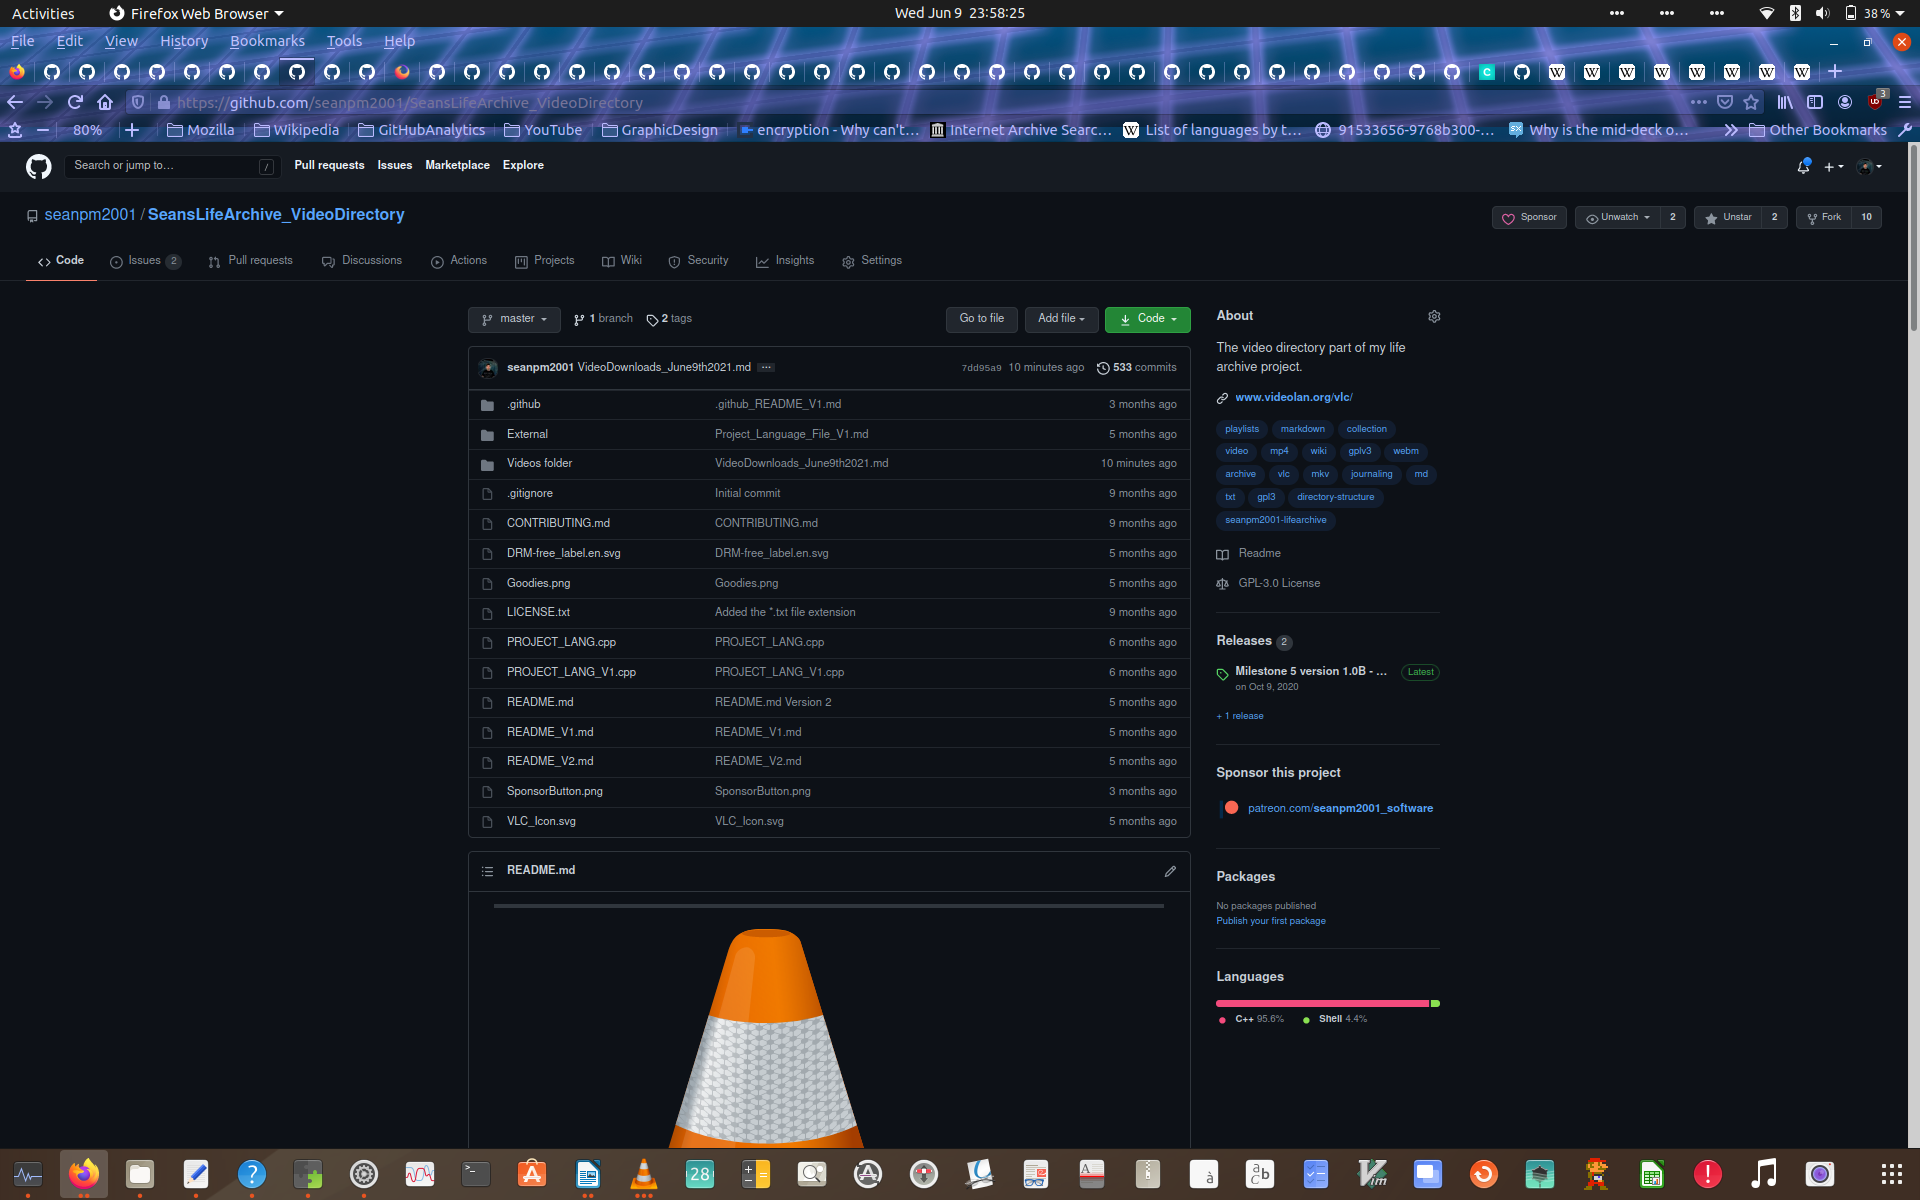 Activities Firefox Web Browser Wed Jun 9 23:58:25 38 %
File Edit View History Bookmarks Tools Help
https://github.com/seanpm2001/SeansLifeArchive_VideoDirectory 3
80% Mozilla Wikipedia GitHubAnalytics YouTube GraphicDesign encryption - Why can't... Internet Archive Searc... List of languages by t... 91533656-9768b300-... Why is the mid-deck o... Other Bookmarks
Search or jump to... / Pull requests Issues Marketplace Explore
seanpm2001 / SeansLifeArchive_VideoDirectory Sponsor Unwatch 2 Unstar 2 Fork 10
Code Issues 2 Pull requests Discussions Actions Projects Wiki Security Insights Settings
master 1 branch 2 tags Go to file Add file Code
seanpm2001 VideoDownloads_June9th2021.md ... 7dd95a9 10 minutes ago 533 commits
.github .github_README_V1.md 3 months ago
External Project_Language_File_V1.md 5 months ago
Videos folder VideoDownloads_June9th2021.md 10 minutes ago
.gitignore Initial commit 9 months ago
CONTRIBUTING.md CONTRIBUTING.md 9 months ago
DRM-free_label.en.svg DRM-free_label.en.svg 5 months ago
Goodies.png Goodies.png 5 months ago
LICENSE.txt Added the *.txt file extension 9 months ago
PROJECT_LANG.cpp PROJECT_LANG.cpp 6 months ago
PROJECT_LANG_V1.cpp PROJECT_LANG_V1.cpp 6 months ago
README.md README.md Version 2 5 months ago
README_V1.md README_V1.md 5 months ago
README_V2.md README_V2.md 5 months ago
SponsorButton.png SponsorButton.png 3 months ago
VLC_Icon.svg VLC_Icon.svg 5 months ago
README.md
About
The video directory part of my life
archive project.
www.videolan.org/vlc/
playlists markdown collection
video mp4 wiki gplv3 webm
archive vlc mkv journaling md
txt gpl3 directory-structure
seanpm2001-lifearchive
Readme
GPL-3.0 License
Releases 2
Milestone 5 version 1.0B - ... Latest
on Oct 9, 2020
+ 1 release
Sponsor this project
patreon.com/seanpm2001_software
Packages
No packages published
Publish your first package
Languages
C++ 95.6% Shell 4.4%
28